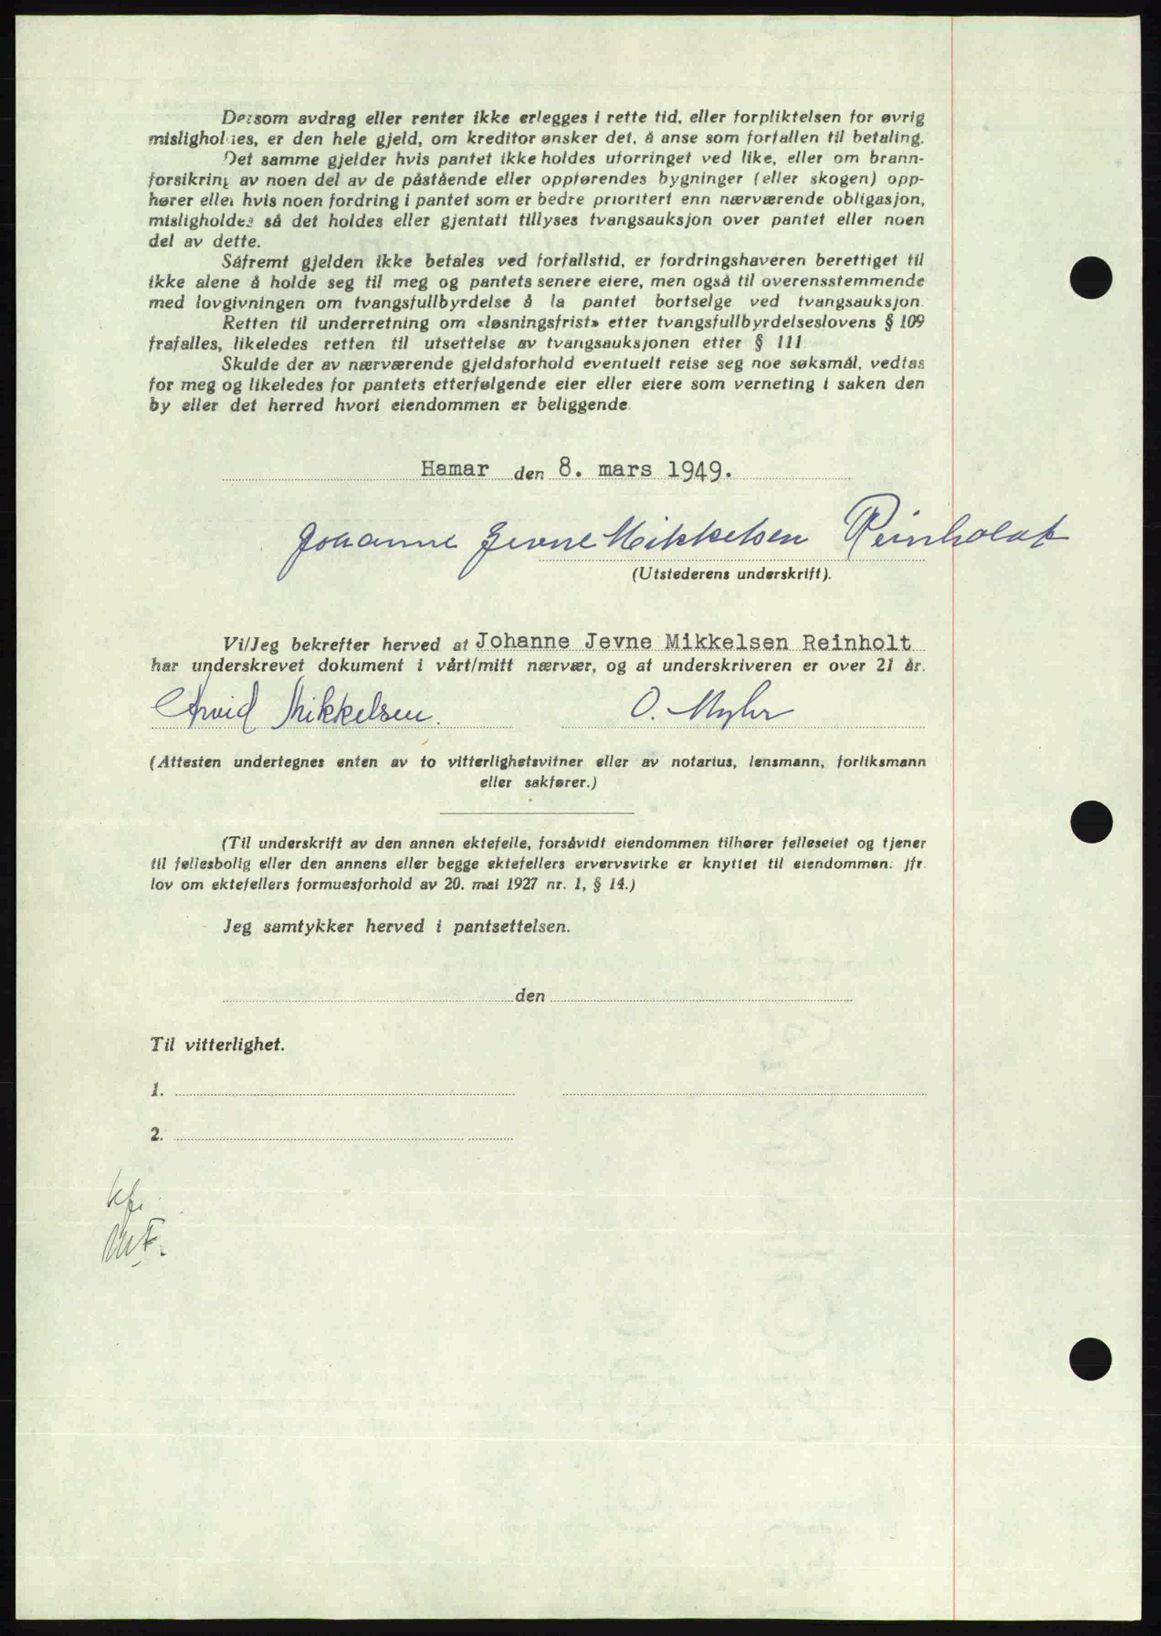 Dersom avdrag eller renter ikke erlegges i rette tid, eller forpliktelsen for øvrig
misligholdes, er den hele gjeld, om kreditor ønsker det, å anse som forfallen til betaling.
Det samme gjelder hvis pantet ikke holdes uforringet ved like, eller om brann-
forsikring av noen del av de påstående eller oppførendes bygninger (eller skogen) opp-
hører eller hvis noen fordring i pantet som er bedre prioritert enn nærværende obligasjon,
misligholdes så det holdes eller gjentatt tillyses tvangsauksjon over pantet eller noen
del av dette.
Såfremt gjelden ikke betales ved forfallstid, er fordringshaveren berettiget til
ikke alene å holde seg til meg og pantets senere eiere, men også til overensstemmende
med lovgivningen om tvangsfullbyrdelse å la pantet bortselge ved tvangsauksjon.
Retten til underretning om «løsningsfrist» etter tvangsfullbyrdelseslovens § 109
frafalles, likeledes retten til utsettelse av tvangsauksjonen etter § 111
Skulde der av nærværende gjeldsforhold eventuelt reise seg noe søksmål, vedtas
for meg og likeledes for pantets etterfølgende eier eller eiere som verneting i saken den
by eller det herred hvori eiendommen er beliggende.
Hamar den 8. mars 1949.
Johanne Jevne Mikkelsen Reinholdt
(Utstederens underskrift).
Vi/Jeg bekrefter herved at Johanne Jevne Mikkelsen Reinholt
har underskrevet dokument i vårt/mitt nærvær, og at underskriveren er over 21 år.
Arvid Mikkelsen. O. Myhr
(Attesten undertegnes enten av to vitterlighetsvitner eller av notarius, lensmann, forliksmann
eller sakfører.)
(Til underskrift av den annen ektefelle, forsåvidt eiendommen tilhører felleseiet og tjener
til fellesbolig eller den annens eller begge ektefellers ervervsvirke er knyttet til eiendommen. jfr.
lov om ektefellers formuesforhold av 20. mai 1927 nr. 1, § 14.)
Jeg samtykker herved i pantsettelsen.
den
Til vitterlighet.
1.
2.